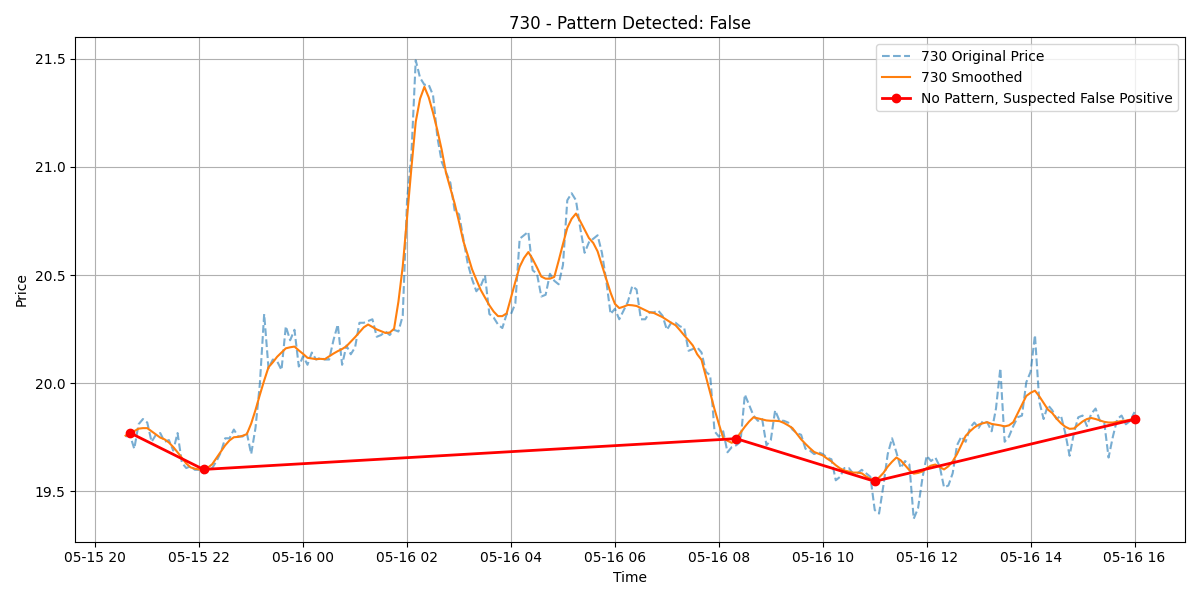 730 - Pattern Detected: False
730 Original Price
730 Smoothed
No Pattern, Suspected False Positive
Price
21.5
21.0
20.5
20.0
19.5
05-15 20 05-15 22 05-16 00 05-16 02 05-16 04 05-16 06 05-16 08 05-16 10 05-16 12 05-16 14 05-16 16
Time